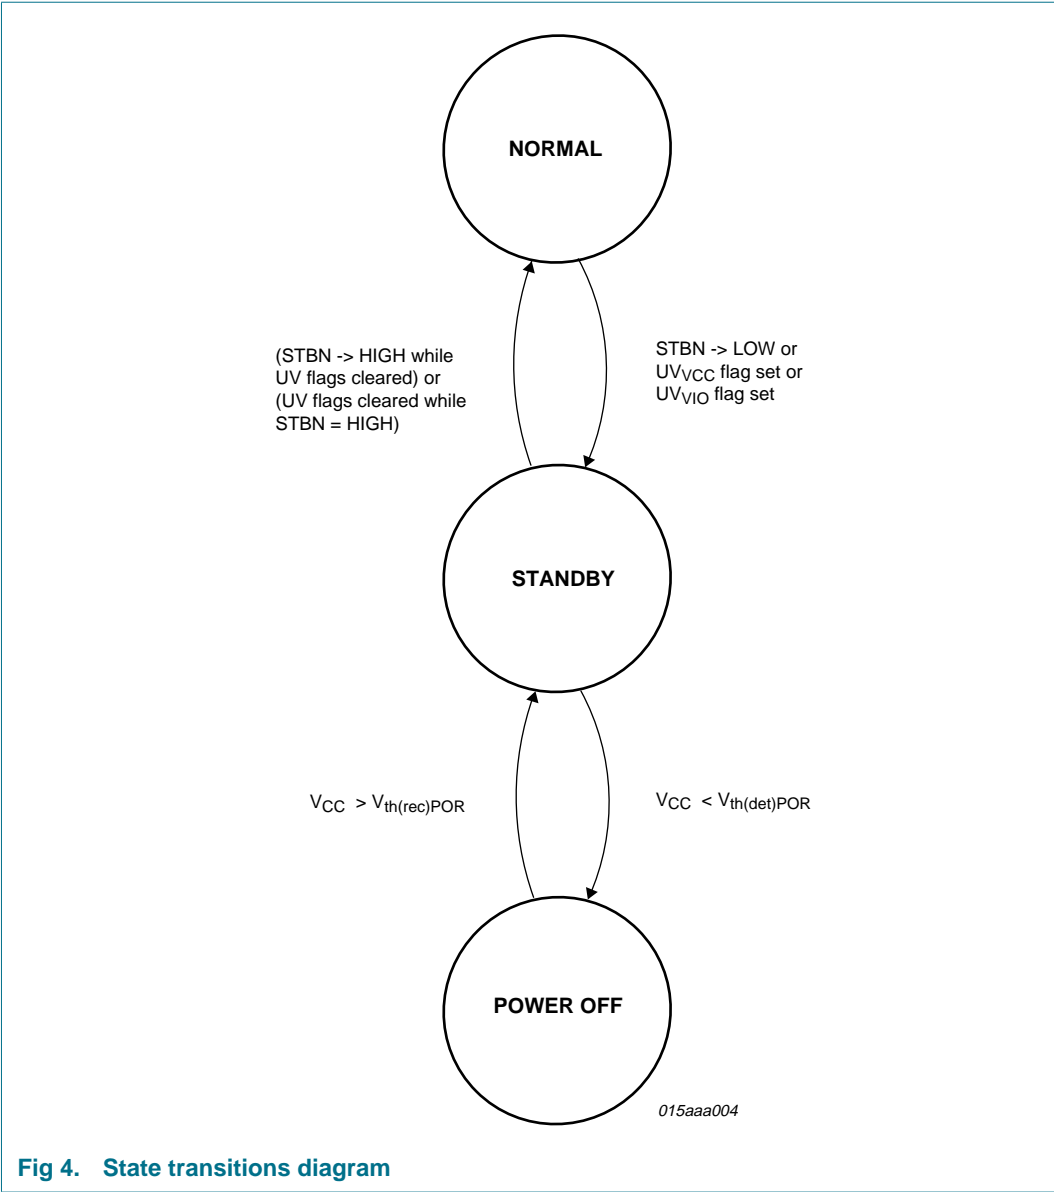 NORMAL
(STBN -> HIGH while
UV flags cleared) or
(UV flags cleared while
STBN = HIGH)
STBN -> LOW or
UVVCC flag set or
UVVIO flag set
STANDBY
VCC > Vth(rec)POR
VCC < Vth(det)POR
POWER OFF
015aaa004
Fig 4. State transitions diagram